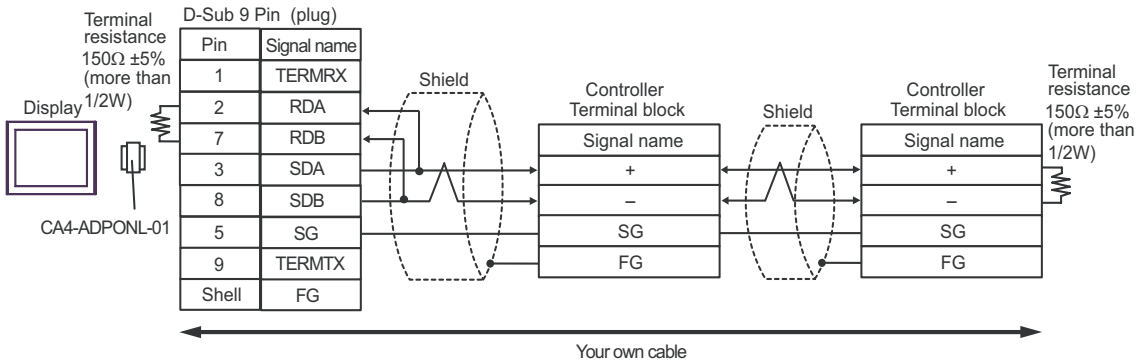 D-Sub 9 Pin (plug)
Terminal
resistance
150Ω ±5%
(more than
1/2W)
Display
CA4-ADPONL-01
Pin Signal name
1 TERMRX
2 RDA
7 RDB
3 SDA
8 SDB
5 SG
9 TERMTX
Shell FG
Shield
Controller
Terminal block
Signal name
+
–
SG
FG
Shield
Controller
Terminal block
Signal name
+
–
SG
FG
Terminal
resistance
150Ω ±5%
(more than
1/2W)
Your own cable